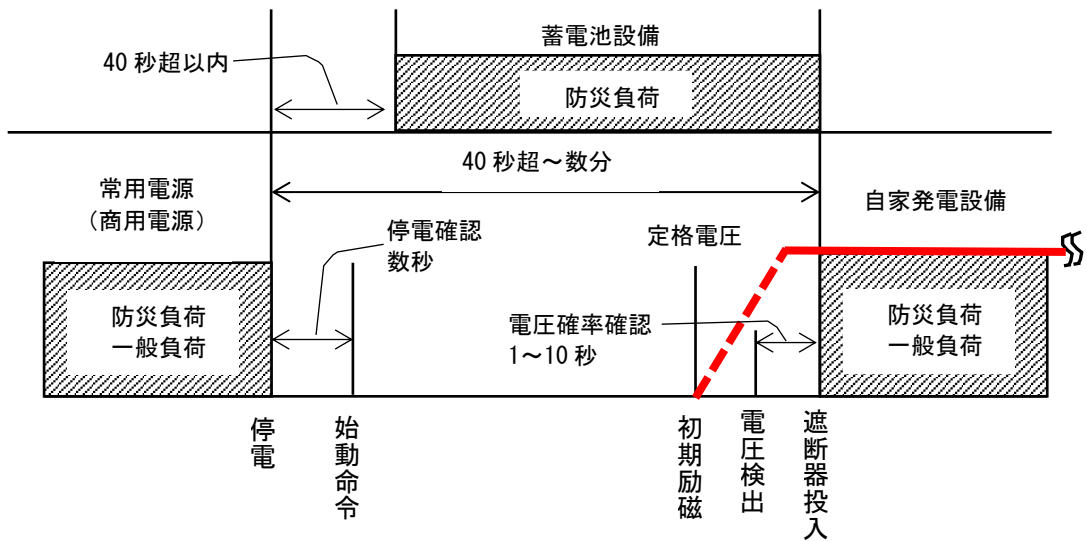 蓄電池設備
40 秒超以内
防災負荷
40 秒超～数分
常用電源
（商用電源）
自家発電設備
停電確認
数秒
定格電圧
防災負荷
一般負荷
電圧確率確認
1～10 秒
防災負荷
一般負荷
停電
始動命令
初期励磁
電圧検出
遮断器投入